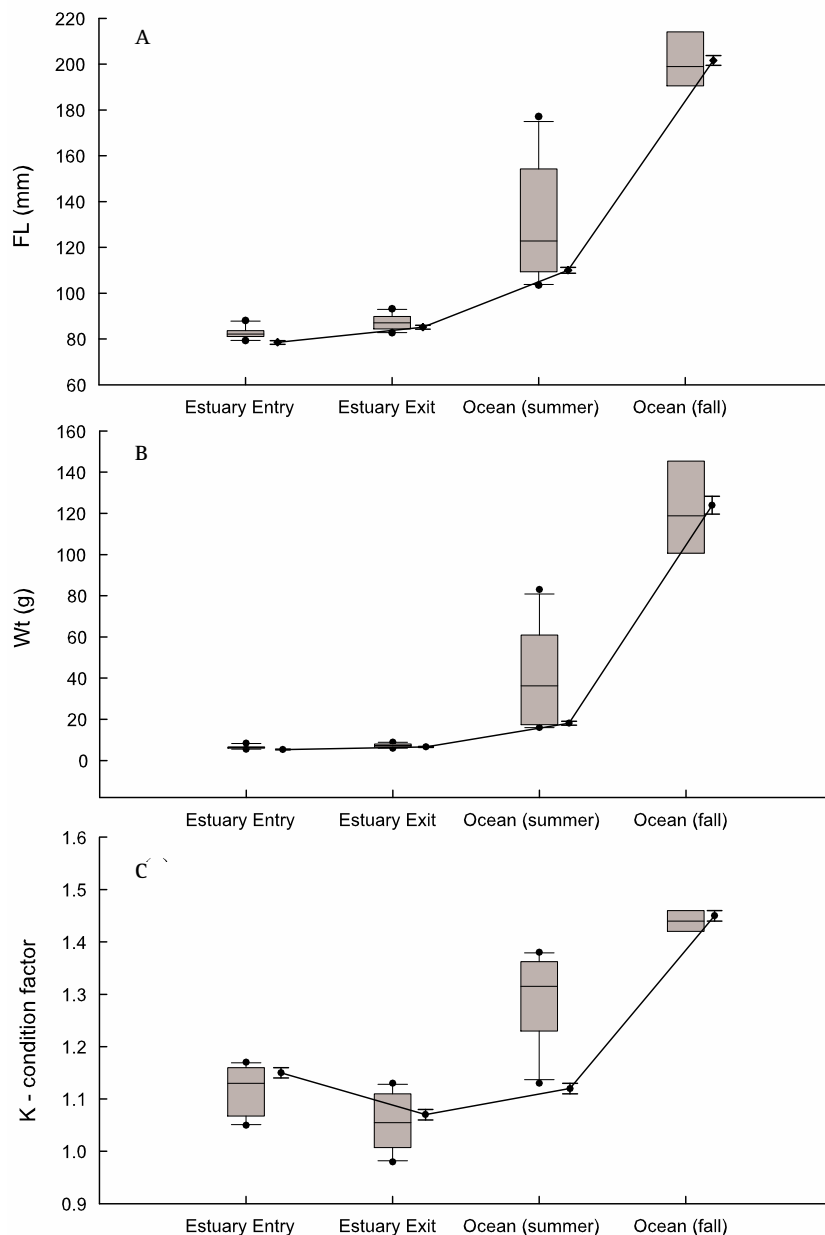 A
220
200
180
160
140
120
100
80
60
FL (mm)
Estuary Entry Estuary Exit Ocean (summer) Ocean (fall)
B
160
140
120
100
80
60
40
20
0
Wt (g)
Estuary Entry Estuary Exit Ocean (summer) Ocean (fall)
C
1.6
1.5
1.4
1.3
1.2
1.1
1.0
0.9
K - condition factor
Estuary Entry Estuary Exit Ocean (summer) Ocean (fall)